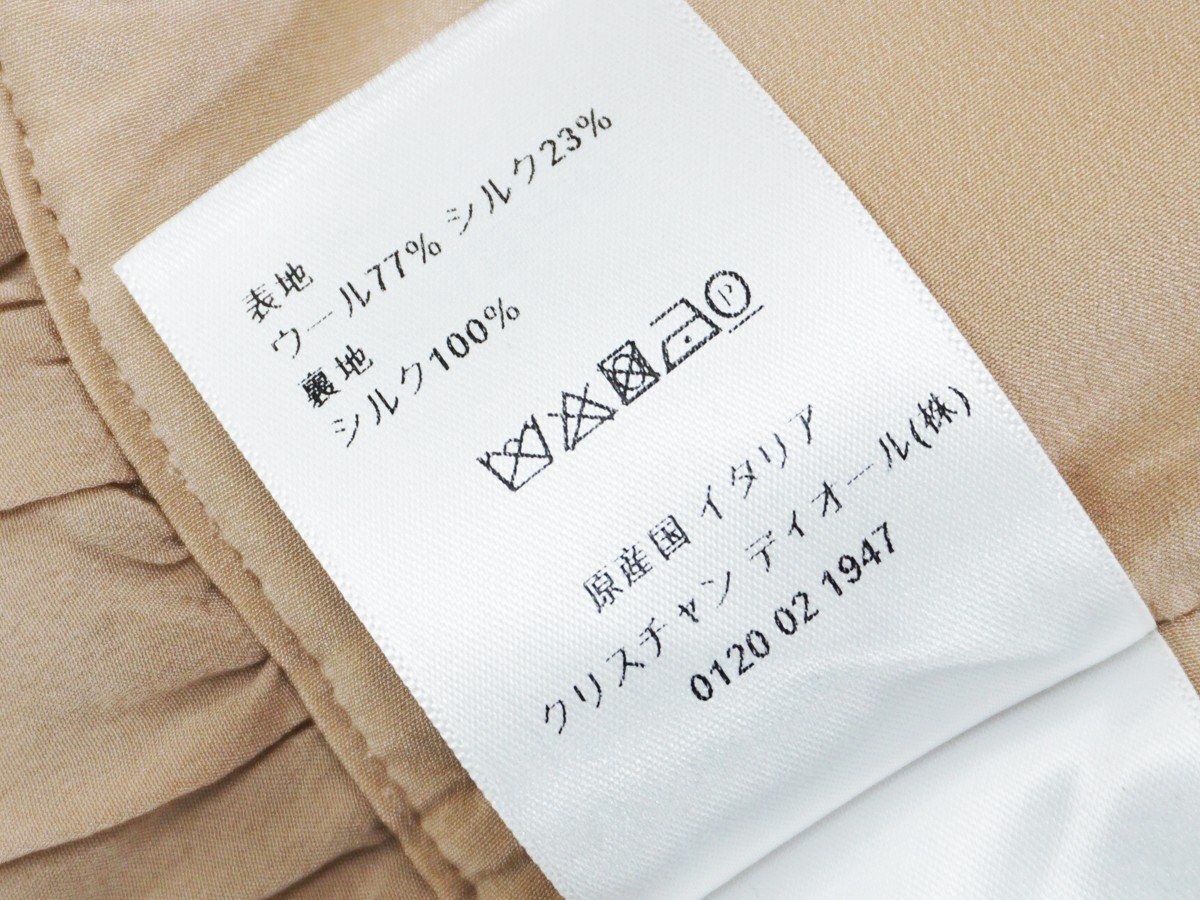 表地
ウール77% シルク23%
裏地
シルク100%
P
原産国 イタリア
クリスチャン ディオール(株)
0120 02 1947